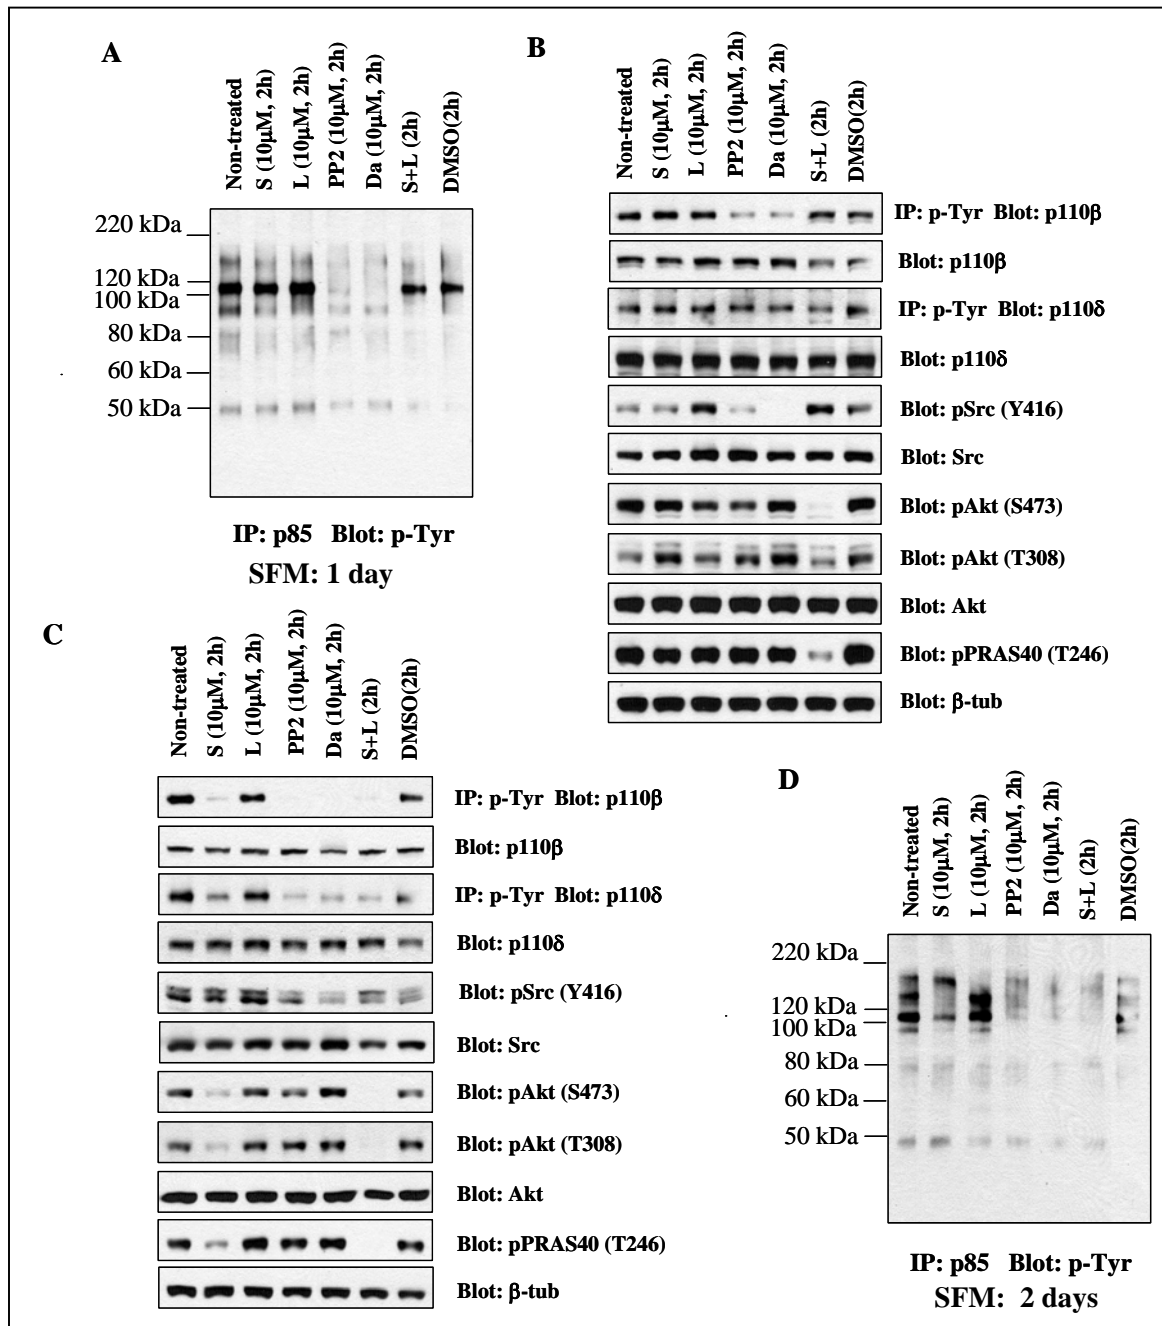 A
Non-treated
S (10µM, 2h)
L (10µM, 2h)
PP2 (10µM, 2h)
Da (10µM, 2h)
S+L (2h)
DMSO(2h)
220 kDa
120 kDa
100 kDa
80 kDa
60 kDa
50 kDa
IP: p85 Blot: p-Tyr
SFM: 1 day
B
Non-treated
S (10µM, 2h)
L (10µM, 2h)
PP2 (10µM, 2h)
Da (10µM, 2h)
S+L (2h)
DMSO(2h)
IP: p-Tyr Blot: p110β
Blot: p110β
IP: p-Tyr Blot: p110δ
Blot: p110δ
Blot: pSrc (Y416)
Blot: Src
Blot: pAkt (S473)
Blot: pAkt (T308)
Blot: Akt
Blot: pPRAS40 (T246)
Blot: β-tub
C
Non-treated
S (10µM, 2h)
L (10µM, 2h)
PP2 (10µM, 2h)
Da (10µM, 2h)
S+L (2h)
DMSO(2h)
IP: p-Tyr Blot: p110β
Blot: p110β
IP: p-Tyr Blot: p110δ
Blot: p110δ
Blot: pSrc (Y416)
Blot: Src
Blot: pAkt (S473)
Blot: pAkt (T308)
Blot: Akt
Blot: pPRAS40 (T246)
Blot: β-tub
D
Non-treated
S (10µM, 2h)
L (10µM, 2h)
PP2 (10µM, 2h)
Da (10µM, 2h)
S+L (2h)
DMSO(2h)
220 kDa
120 kDa
100 kDa
80 kDa
60 kDa
50 kDa
IP: p85 Blot: p-Tyr
SFM: 2 days